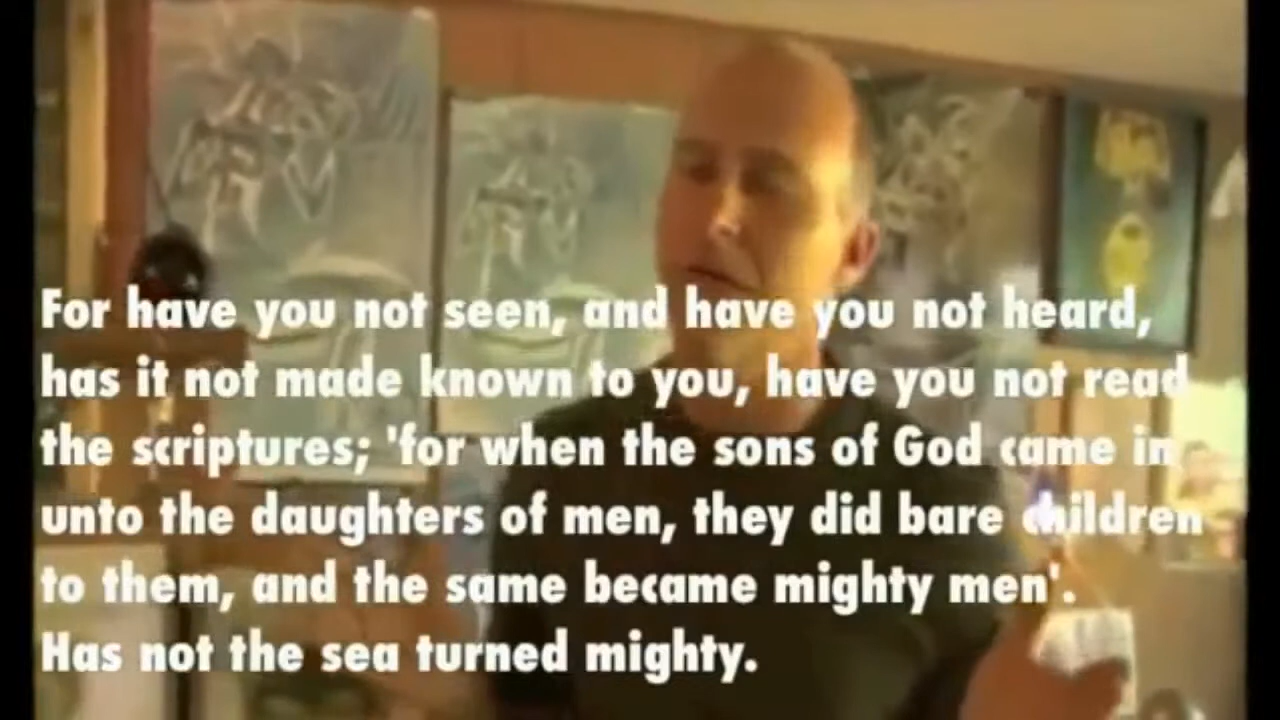 For have you not seen, and have you not heard,
has it not made known to you, have you not read
the scriptures; 'for when the sons of God came in
unto the daughters of men, they did bare children
to them, and the same became mighty men'.
Has not the sea turned mighty.